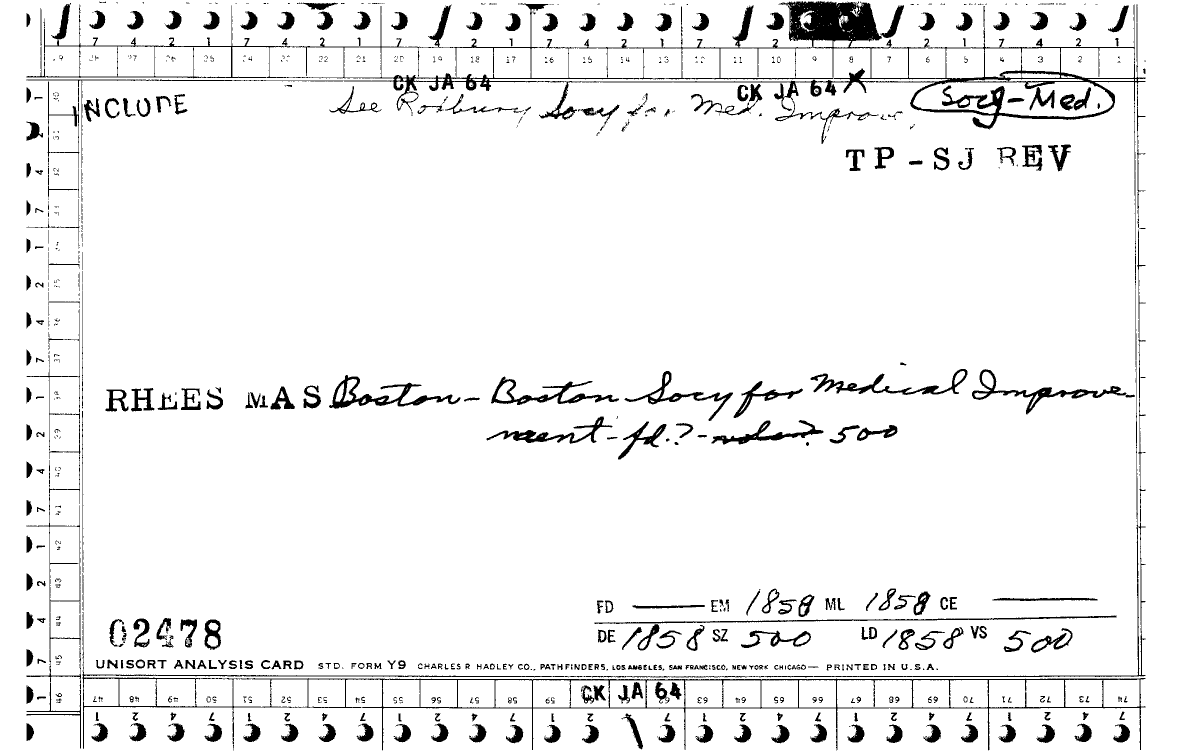 7 4 2 1 7 4 2 1 7 4 2 1 7 4 2 1 7 4 2 1 7 4 2 1 7 4 2 1
29 28 27 26 25 24 23 22 21 20 19 18 17 16 15 14 13 12 11 10 9 8 7 6 5 4 3 2 1
CK JA 64 CK JA 64 X
INCLUDE See Roxbury Socy for Med. Improve. Socy-Med.
TP-SJ REV
RHEES MAS Boston - Boston Socy for Medical Improve-
ment - fd.? - vols? 500
FD — EM 1858 ML 1858 CE —
02478 DE 1858 SZ 500 LD 1858 VS 500
UNISORT ANALYSIS CARD STD. FORM Y9 CHARLES R HADLEY CO., PATHFINDERS, LOS ANGELES, SAN FRANCISCO, NEW YORK CHICAGO — PRINTED IN U.S.A.
CK JA 64
47 48 49 50 51 52 53 54 55 56 57 58 59 60 61 62 63 64 65 66 67 68 69 70 71 72 73 74
1 2 4 7 1 2 4 7 1 2 4 7 1 2 4 7 1 2 4 7 1 2 4 7 1 2 4 7